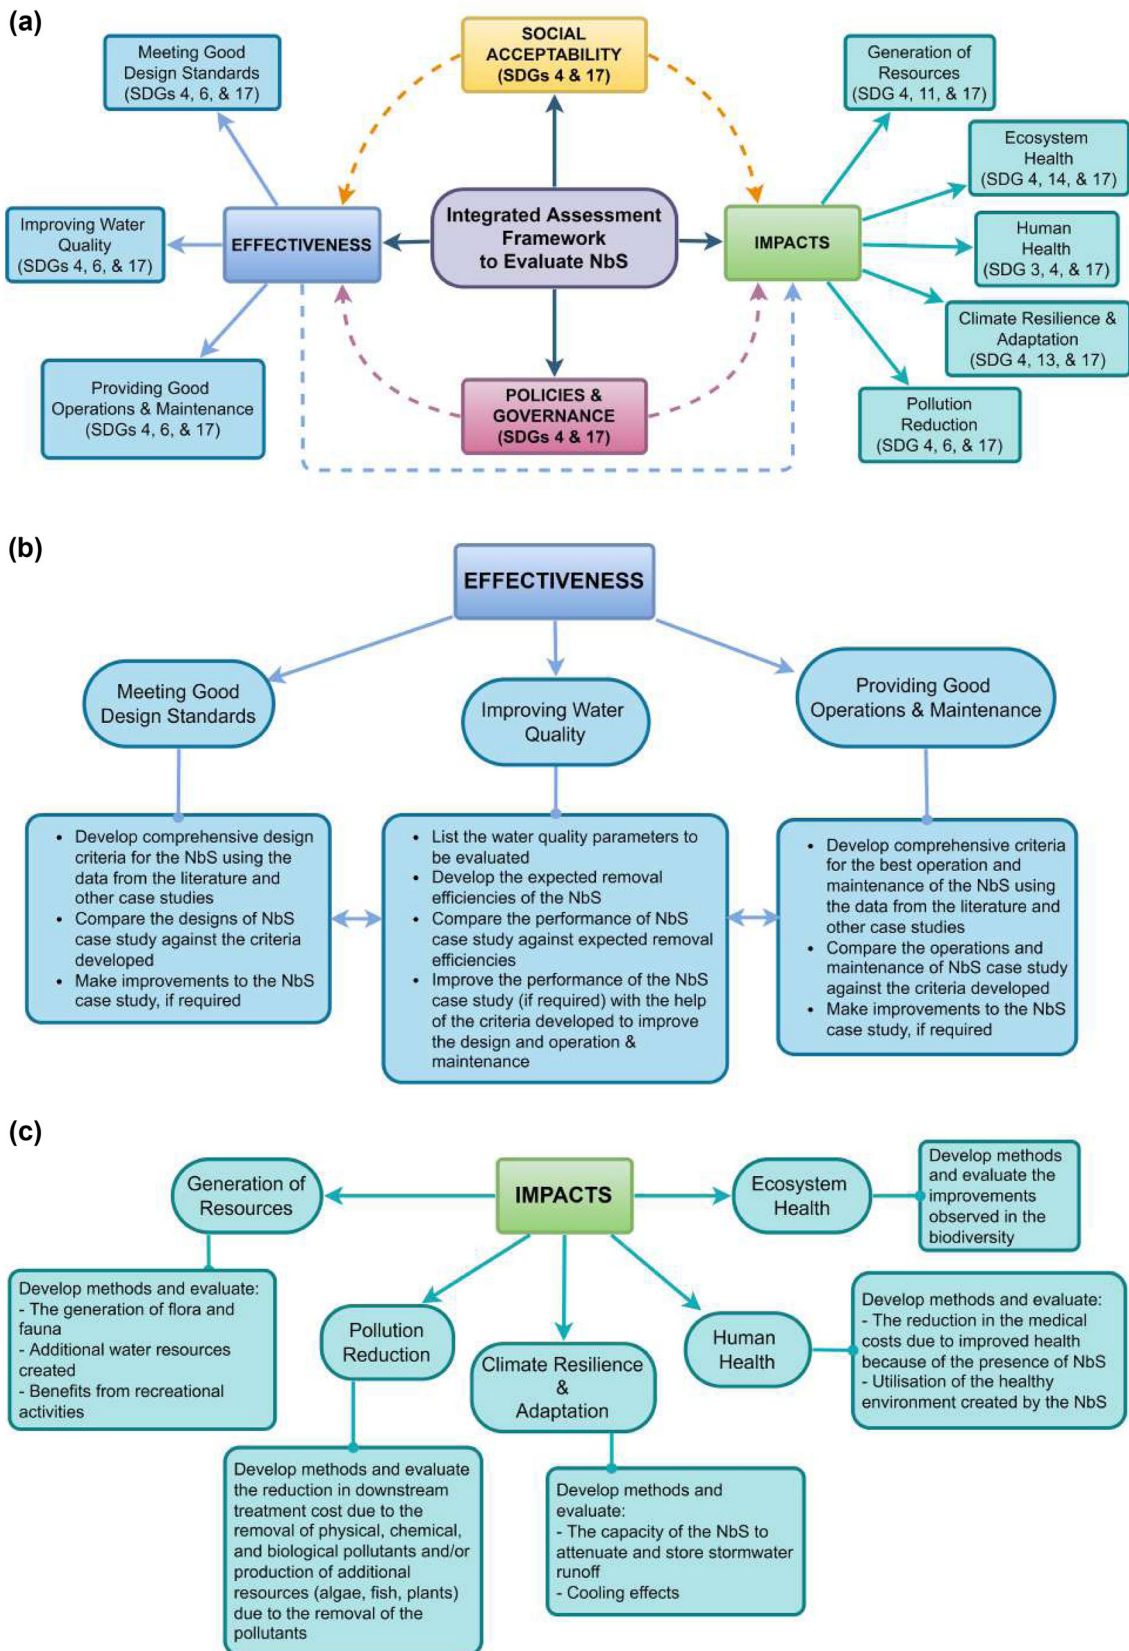 (a)
Meeting Good
Design Standards
(SDGs 4, 6, & 17)
SOCIAL
ACCEPTABILITY
(SDGs 4 & 17)
Generation of
Resources
(SDG 4, 11, & 17)
Ecosystem
Health
(SDG 4, 14, & 17)
Improving Water
Quality
(SDGs 4, 6, & 17)
EFFECTIVENESS
Integrated Assessment
Framework
to Evaluate NbS
IMPACTS
Human
Health
(SDG 3, 4, & 17)
Climate Resilience &
Adaptation
(SDG 4, 13, & 17)
Providing Good
Operations & Maintenance
(SDGs 4, 6, & 17)
POLICIES &
GOVERNANCE
(SDGs 4 & 17)
Pollution
Reduction
(SDG 4, 6, & 17)
(b)
EFFECTIVENESS
Meeting Good
Design Standards
Improving Water
Quality
Providing Good
Operations & Maintenance
• Develop comprehensive design
criteria for the NbS using the
data from the literature and
other case studies
• Compare the designs of NbS
case study against the criteria
developed
• Make improvements to the NbS
case study, if required
• List the water quality parameters to
be evaluated
• Develop the expected removal
efficiencies of the NbS
• Compare the performance of NbS
case study against expected removal
efficiencies
• Improve the performance of the NbS
case study (if required) with the help
of the criteria developed to improve
the design and operation &
maintenance
• Develop comprehensive criteria
for the best operation and
maintenance of the NbS using
the data from the literature and
other case studies
• Compare the operations and
maintenance of NbS case study
against the criteria developed
• Make improvements to the NbS
case study, if required
(c)
Generation of
Resources
IMPACTS
Ecosystem
Health
Develop methods
and evaluate the
improvements
observed in the
biodiversity
Develop methods and evaluate:
- The generation of flora and
fauna
- Additional water resources
created
- Benefits from recreational
activities
Pollution
Reduction
Climate Resilience
&
Adaptation
Human
Health
Develop methods and evaluate:
- The reduction in the medical
costs due to improved health
because of the presence of NbS
- Utilisation of the healthy
environment created by the NbS
Develop methods and evaluate
the reduction in downstream
treatment cost due to the
removal of physical, chemical,
and biological pollutants and/or
production of additional
resources (algae, fish, plants)
due to the removal of the
pollutants
Develop methods and
evaluate:
- The capacity of the NbS to
attenuate and store stormwater
runoff
- Cooling effects